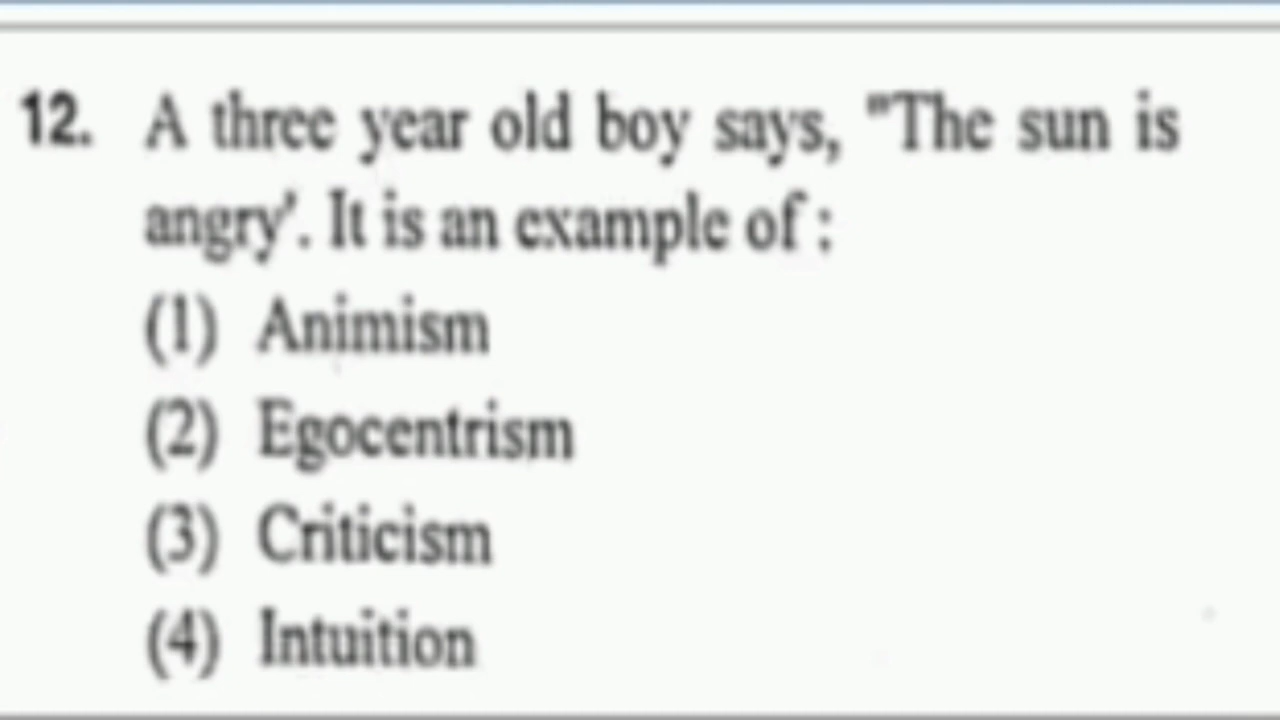 12. A three year old boy says, "The sun is
angry'. It is an example of :
(1) Animism
(2) Egocentrism
(3) Criticism
(4) Intuition